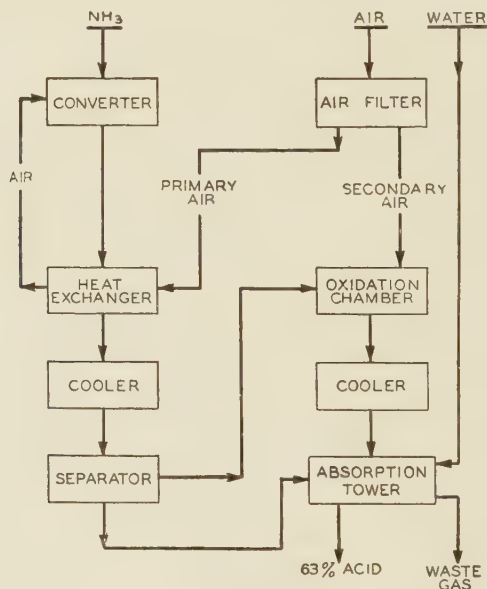 NH₃
AIR
WATER
CONVERTER
AIR FILTER
AIR
PRIMARY
AIR
SECONDARY
AIR
HEAT
EXCHANGER
OXIDATION
CHAMBER
COOLER
COOLER
SEPARATOR
ABSORPTION
TOWER
63% ACID
WASTE
GAS